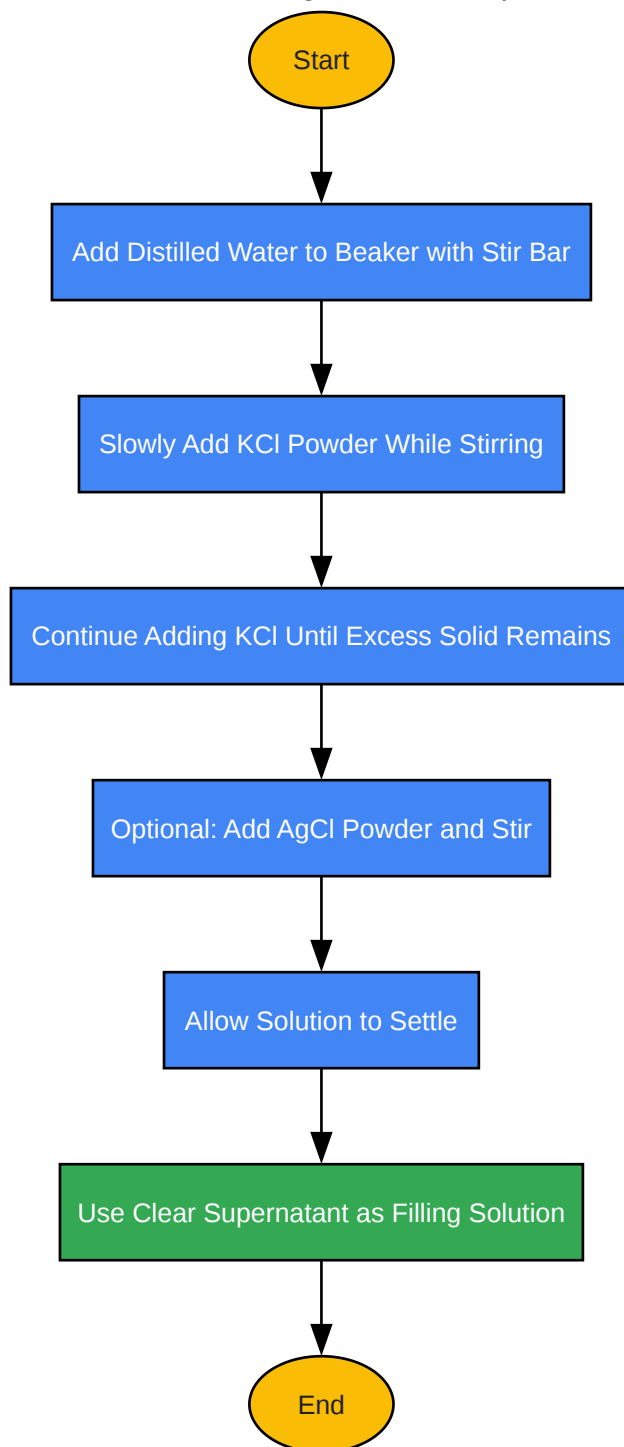 Start
Add Distilled Water to Beaker with Stir Bar
Slowly Add KCl Powder While Stirring
Continue Adding KCl Until Excess Solid Remains
Optional: Add AgCl Powder and Stir
Allow Solution to Settle
Use Clear Supernatant as Filling Solution
End